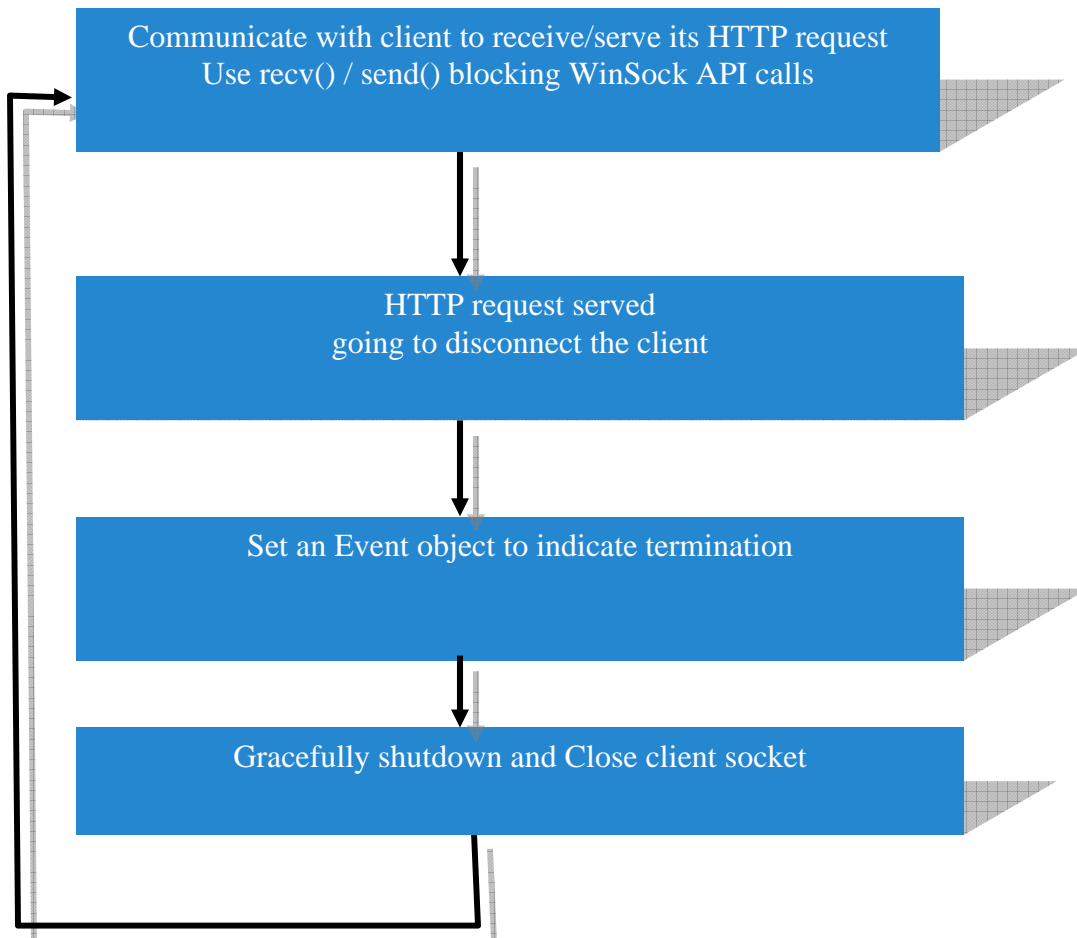 Communicate with client to receive/serve its HTTP request
Use recv() / send() blocking WinSock API calls
HTTP request served
going to disconnect the client
Set an Event object to indicate termination
Gracefully shutdown and Close client socket